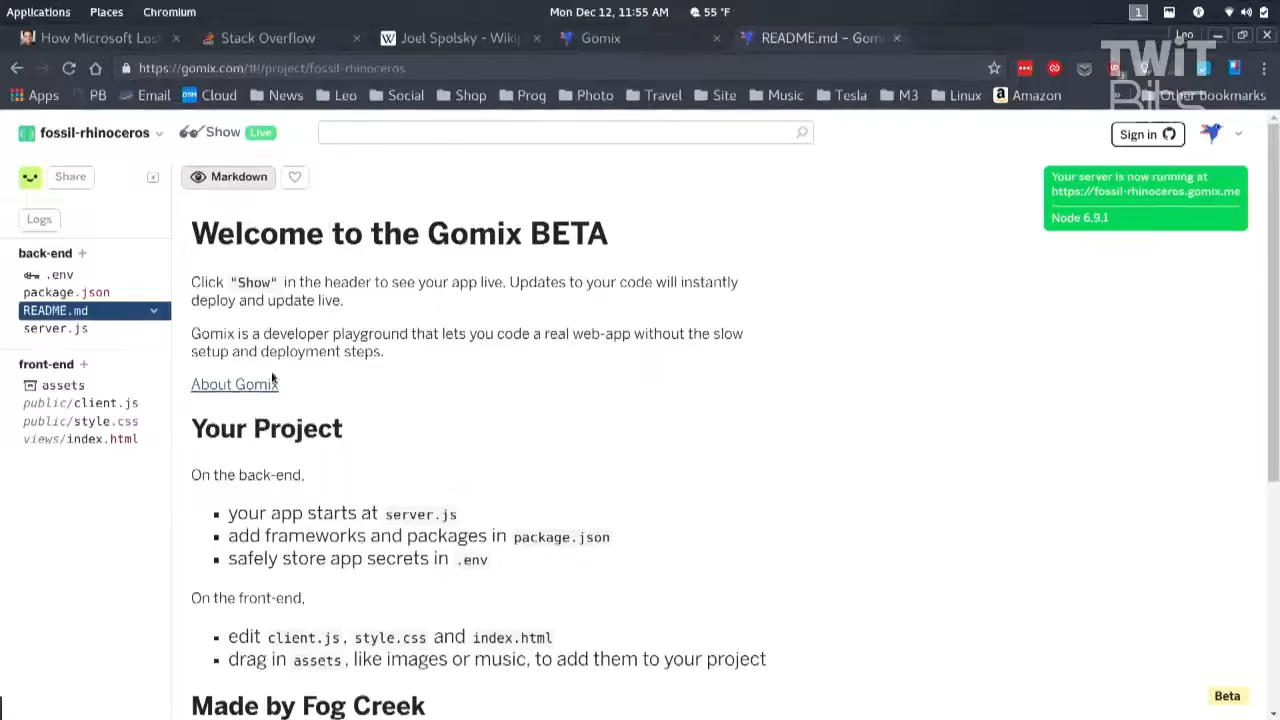 Applications Places Chromium Mon Dec 12, 11:55 AM 55 °F 1
How Microsoft Lost × Stack Overflow × W Joel Spolsky - Wiki × Gomix × README.md – Gom × Leo
https://gomix.com/#!/project/fossil-rhinoceros
TWiT
BITS
Apps PB Email DSM Cloud News Leo Social Shop Prog Photo Travel Site Music Tesla M3 Linux a Amazon » Other bookmarks
fossil-rhinoceros Show Live Sign in
Share Markdown
Your server is now running at
https://fossil-rhinoceros.gomix.me
Node 6.9.1
Logs
back-end +
.env
package.json
README.md
server.js
front-end +
assets
public/client.js
public/style.css
views/index.html
Welcome to the Gomix BETA
Click "Show" in the header to see your app live. Updates to your code will instantly
deploy and update live.
Gomix is a developer playground that lets you code a real web-app without the slow
setup and deployment steps.
About Gomix
Your Project
On the back-end,
your app starts at server.js
add frameworks and packages in package.json
safely store app secrets in .env
On the front-end,
edit client.js, style.css and index.html
drag in assets, like images or music, to add them to your project
Made by Fog Creek
Beta